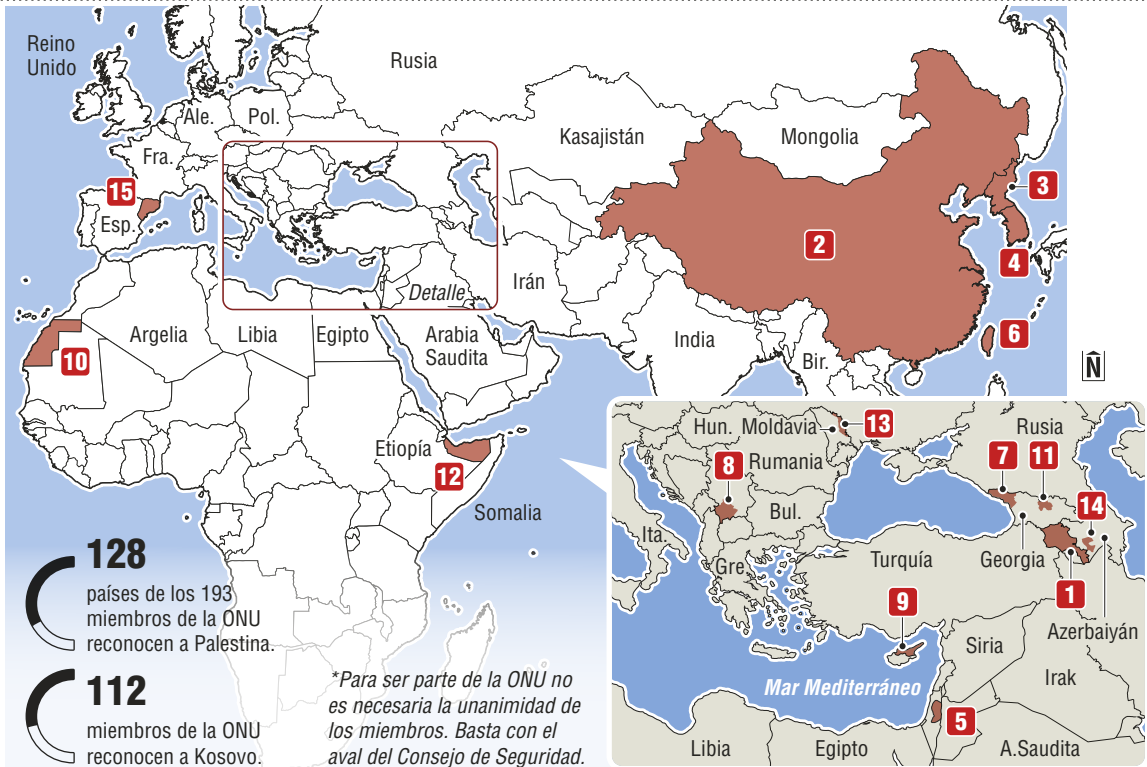 Reino
Unido
Rusia
Ale.
Pol.
Kasajistán
Mongolia
Fra.
15
3
Esp.
2
4
Irán
Detalle
6
Argelia
Libia
Egipto
Arabia
Saudita
India
10
Bir.
N
Etiopía
12
Somalia
Hun.
Moldavia
13
Rusia
8
Rumania
7
11
14
Bul.
Ita.
Gre.
Turquía
Georgia
1
9
Azerbaiyán
Siria
Irak
Mar Mediterráneo
5
Libia
Egipto
A.Saudita
128
países de los 193
miembros de la ONU
reconocen a Palestina.
112
miembros de la ONU
reconocen a Kosovo.
*Para ser parte de la ONU no
es necesaria la unanimidad de
los miembros. Basta con el
aval del Consejo de Seguridad.